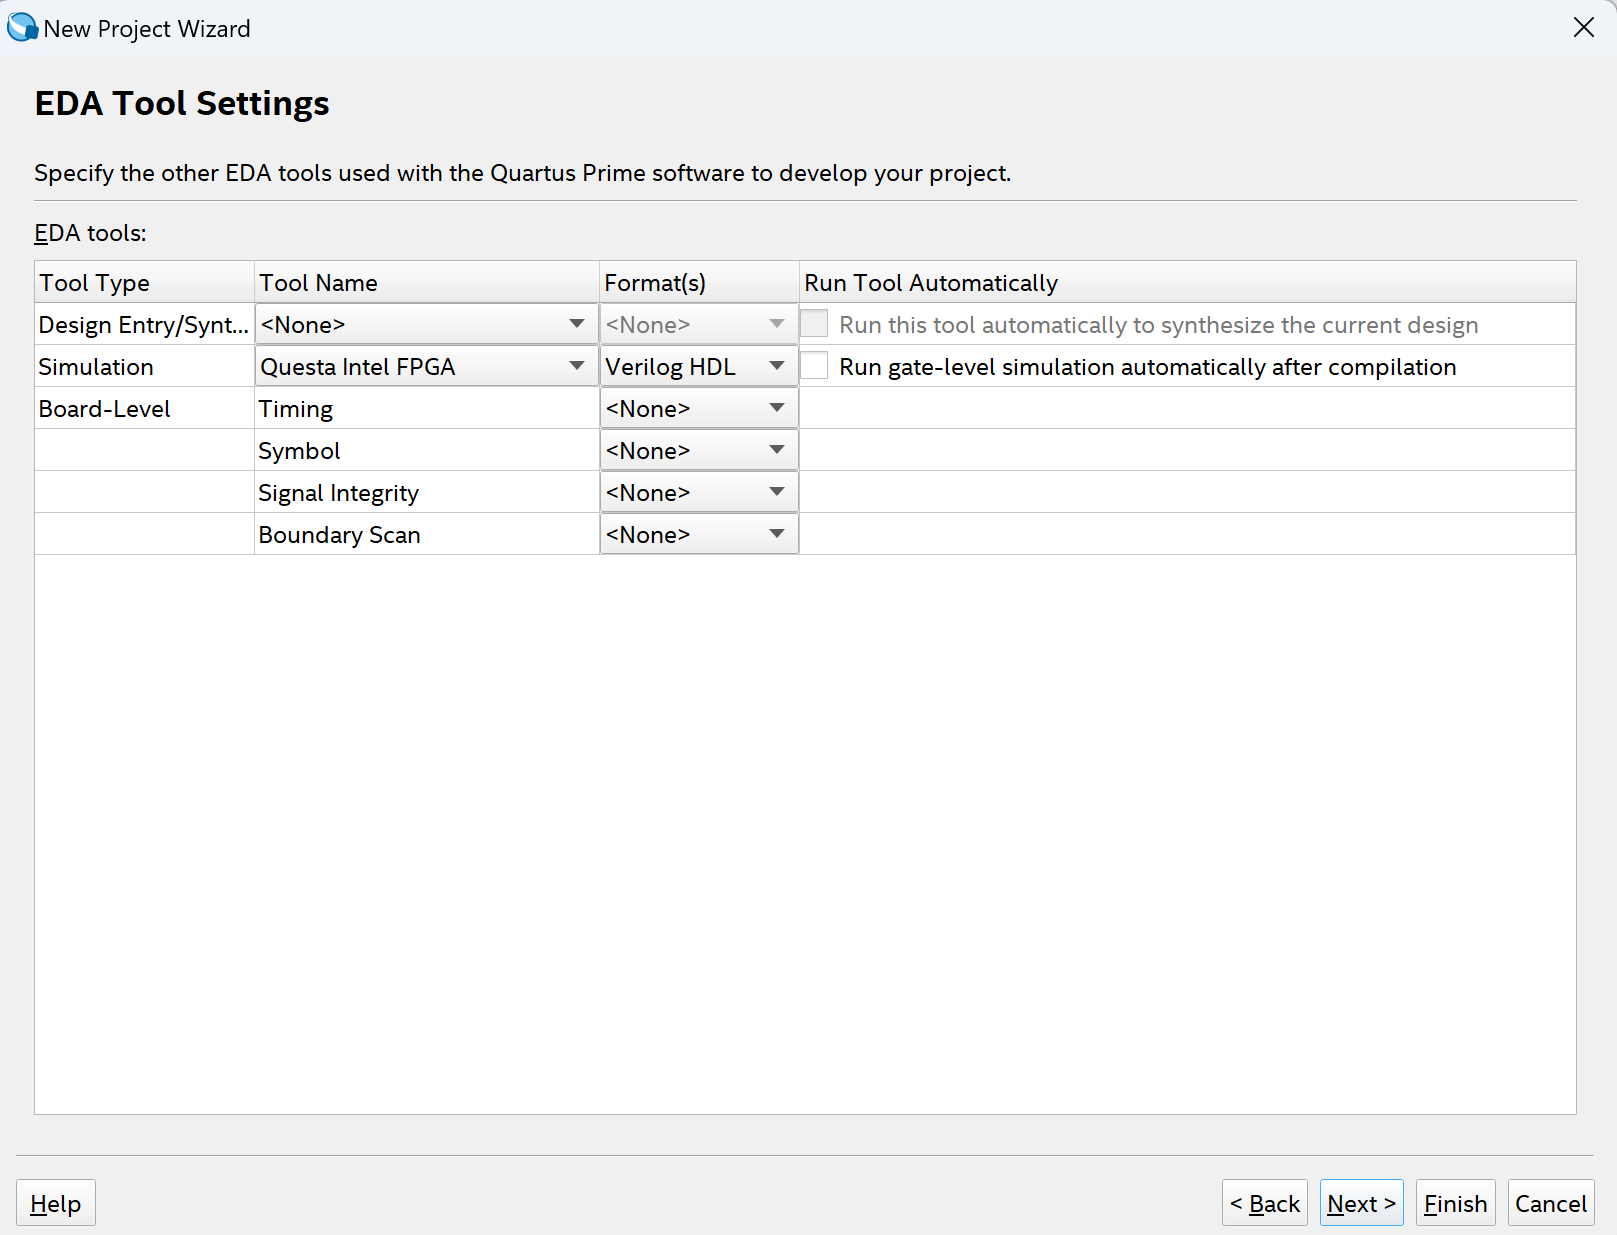 New Project Wizard
EDA Tool Settings
Specify the other EDA tools used with the Quartus Prime software to develop your project.
EDA tools:
Tool Type Tool Name Format(s) Run Tool Automatically
Design Entry/Synt... <None> <None> Run this tool automatically to synthesize the current design
Simulation Questa Intel FPGA Verilog HDL Run gate-level simulation automatically after compilation
Board-Level Timing <None>
Symbol <None>
Signal Integrity <None>
Boundary Scan <None>
Help < Back Next > Finish Cancel